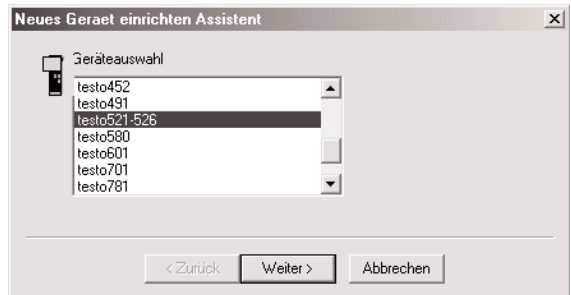 Neues Geraet einrichten Assistent
Geräteauswahl
testo452
testo491
testo521-526
testo580
testo601
testo701
testo781
< Zurück
Weiter >
Abbrechen